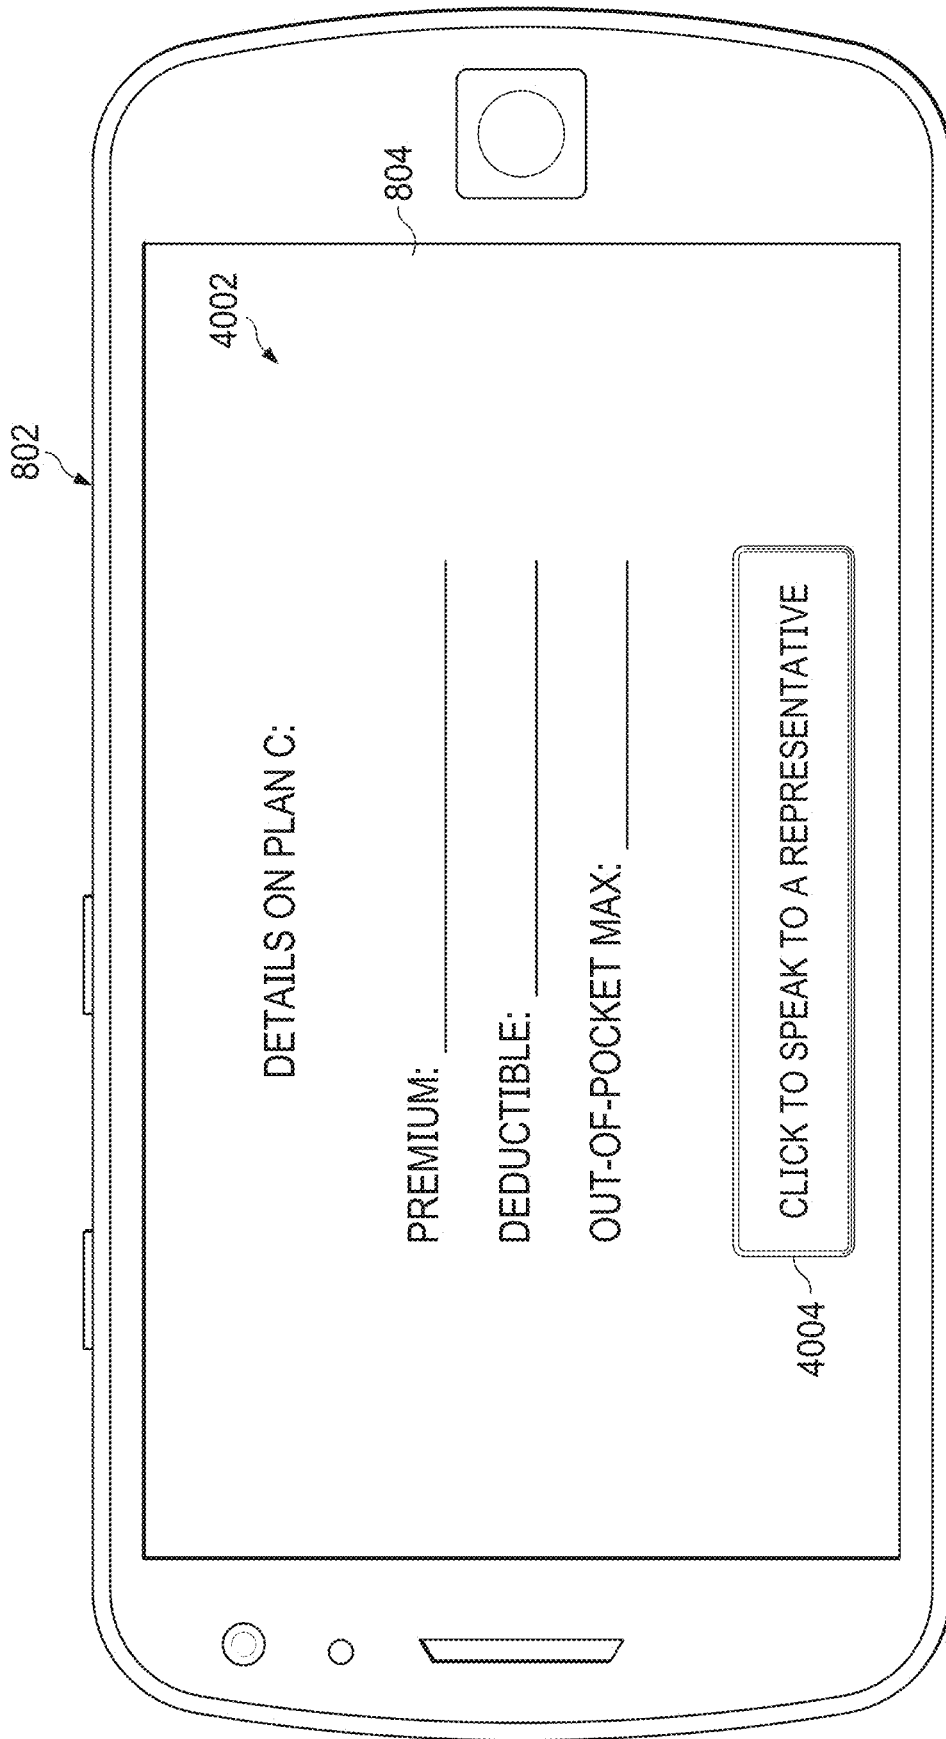 802
804
4002
DETAILS ON PLAN C:
PREMIUM:
DEDUCTIBLE:
OUT-OF-POCKET MAX:
CLICK TO SPEAK TO A REPRESENTATIVE
4004